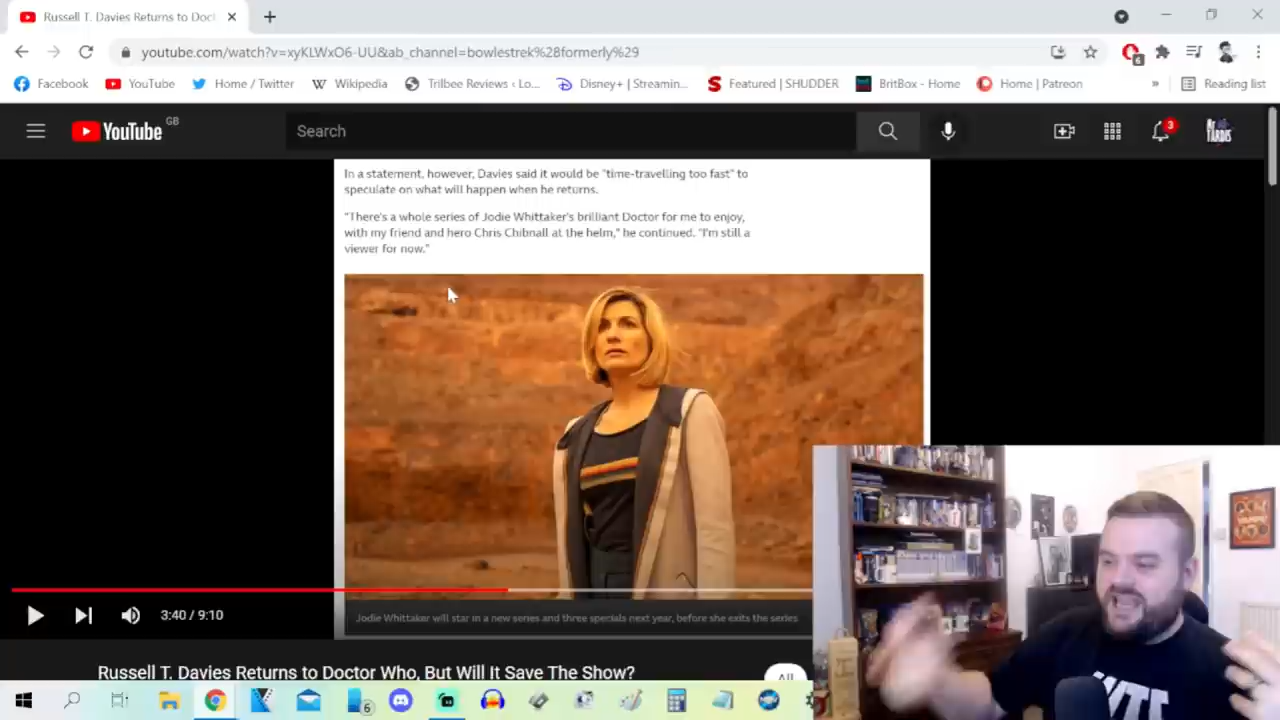 Russell T. Davies Returns to Doct
youtube.com/watch?v=xyKLWxO6-UU&ab_channel=bowlestrek%28formerly%29
6
Facebook
YouTube
Home / Twitter
Wikipedia
Trilbee Reviews ‹ Lo...
Disney+ | Streamin...
Featured | SHUDDER
BritBox - Home
Home | Patreon
»
Reading list
YouTube GB
Search
3
In a statement, however, Davies said it would be "time-travelling too fast" to
speculate on what will happen when he returns.
"There's a whole series of Jodie Whittaker's brilliant Doctor for me to enjoy,
with my friend and hero Chris Chibnall at the helm," he continued. "I'm still a
viewer for now."
Jodie Whittaker will star in a new series and three specials next year, before she exits the series
3:40 / 9:10
Russell T. Davies Returns to Doctor Who, But Will It Save The Show?
All
6